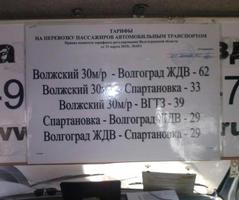 ТАРИФЫ
НА ПЕРЕВОЗКУ ПАССАЖИРОВ АВТОМОБИЛЬНЫМ ТРАНСПОРТОМ
Волжский 30м/р - Волгоград ЖДВ - 62
Волжский 30м/р - Спартановка - 33
Волжский 30м/р - ВГТЗ - 39
Спартановка - Волгоград ЖДВ - 29
Волгоград ЖДВ - Спартановка - 29